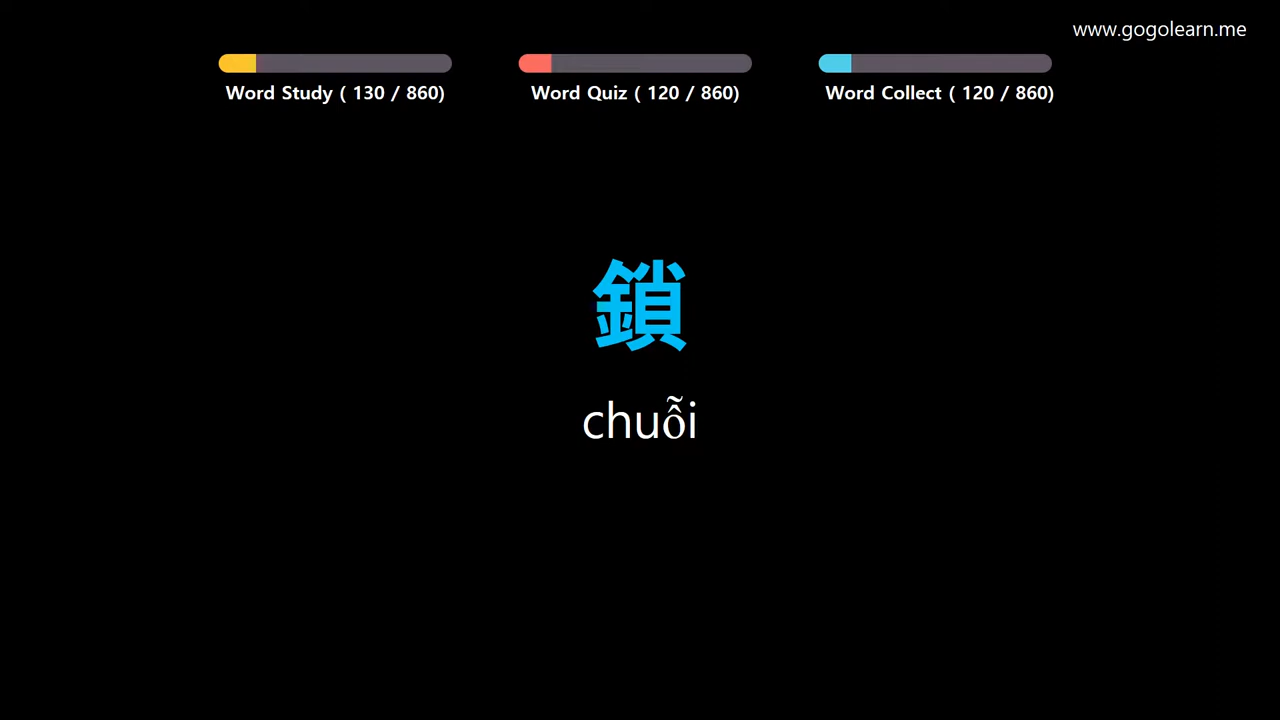 www.gogolearn.me
Word Study ( 130 / 860)
Word Quiz ( 120 / 860)
Word Collect ( 120 / 860)
鎖
chuỗi